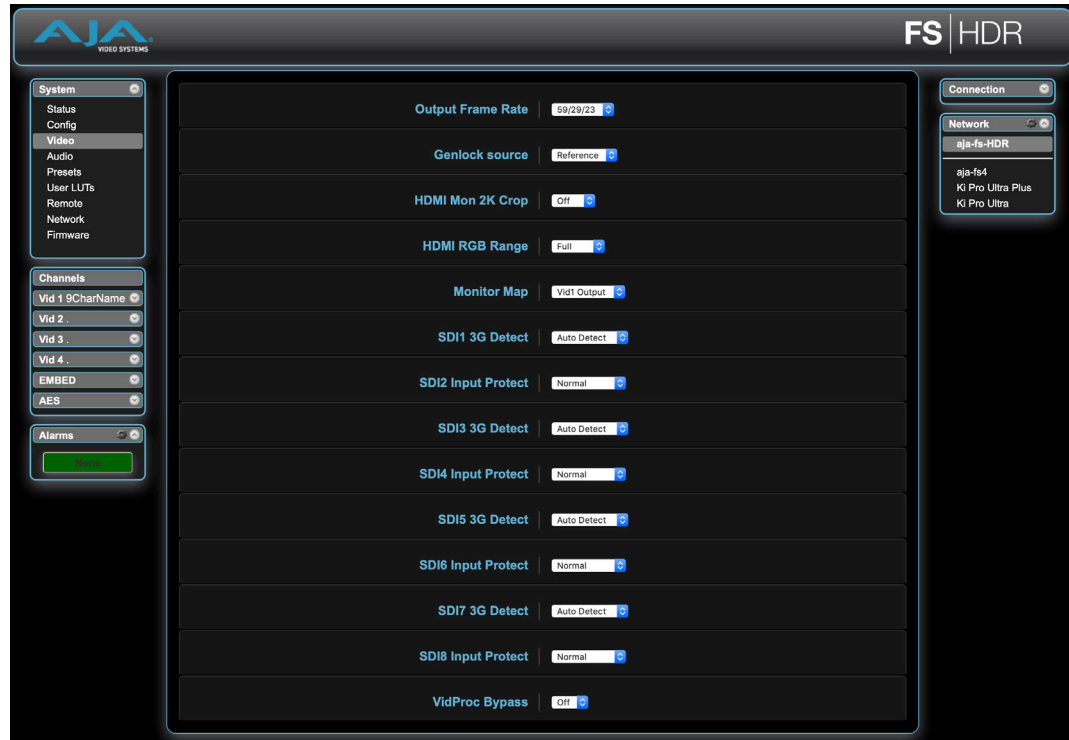 AJA
VIDEO SYSTEMS
FS HDR
System
Status
Config
Video
Audio
Presets
User LUTs
Remote
Network
Firmware
Channels
Vid 1 9CharName
Vid 2 .
Vid 3 .
Vid 4 .
EMBED
AES
Alarms
None
Output Frame Rate 59/29/23
Genlock source Reference
HDMI Mon 2K Crop Off
HDMI RGB Range Full
Monitor Map Vid1 Output
SDI1 3G Detect Auto Detect
SDI2 Input Protect Normal
SDI3 3G Detect Auto Detect
SDI4 Input Protect Normal
SDI5 3G Detect Auto Detect
SDI6 Input Protect Normal
SDI7 3G Detect Auto Detect
SDI8 Input Protect Normal
VidProc Bypass Off
Connection
Network
aja-fs-HDR
aja-fs4
Ki Pro Ultra Plus
Ki Pro Ultra